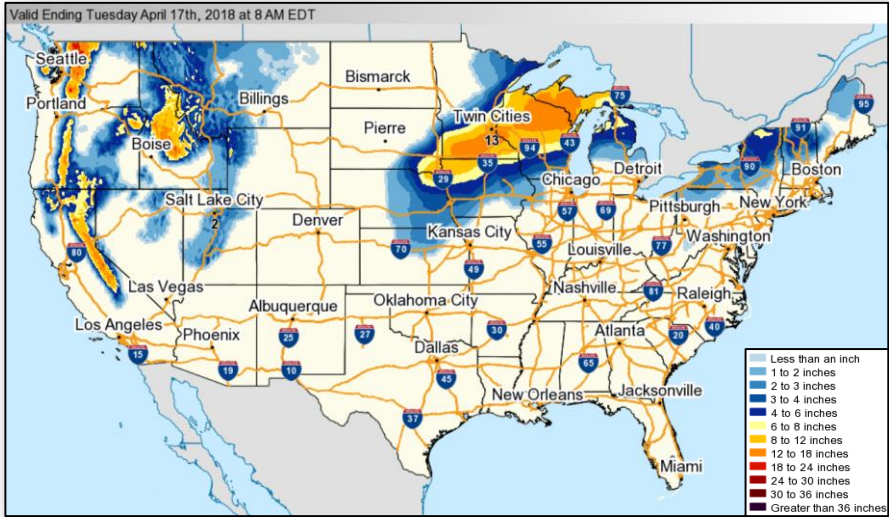 Valid Ending Tuesday April 17th, 2018 at 8 AM EDT
Seattle
Portland
Billings
Bismarck
Twin Cities
13
75
95
Boise
Pierre
94
43
91
35
29
Chicago
Detroit
90
Boston
Salt Lake City
2
57
69
Pittsburgh
New York
Denver
Kansas City
80
70
55
Louisville
77
Washington
49
Las Vegas
81
Nashville
Raleigh
Albuquerque
Oklahoma City
Los Angeles
Phoenix
25
27
30
Atlanta
20
40
15
Dallas
65
19
10
45
New Orleans
Jacksonville
37
Miami
Less than an inch
1 to 2 inches
2 to 3 inches
3 to 4 inches
4 to 6 inches
6 to 8 inches
8 to 12 inches
12 to 18 inches
18 to 24 inches
24 to 30 inches
30 to 36 inches
Greater than 36 inches